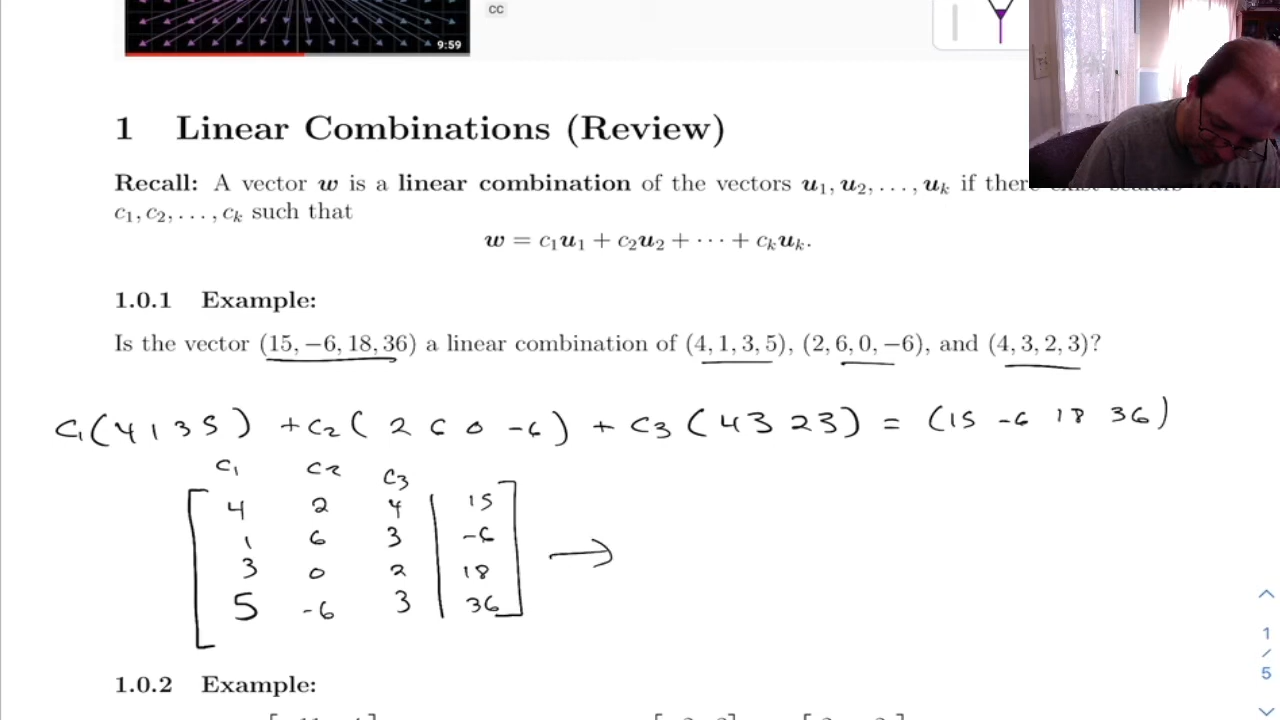 9:59
CC
1 Linear Combinations (Review)
Recall: A vector w is a linear combination of the vectors u₁, u₂, . . . , uₖ if
c₁, c₂, . . . , cₖ such that
w = c₁u₁ + c₂u₂ + · · · + cₖuₖ.
1.0.1 Example:
Is the vector (15, −6, 18, 36) a linear combination of (4, 1, 3, 5), (2, 6, 0, −6), and (4, 3, 2, 3)?
c₁(4 1 3 5) + c₂(2 6 0 -6) + c₃(4 3 2 3) = (15 -6 18 36)
c₁ c₂ c₃
4 2 4 | 15
1 6 3 | -6
3 0 2 | 18
5 -6 3 | 36
→
1.0.2 Example:
1
/
5